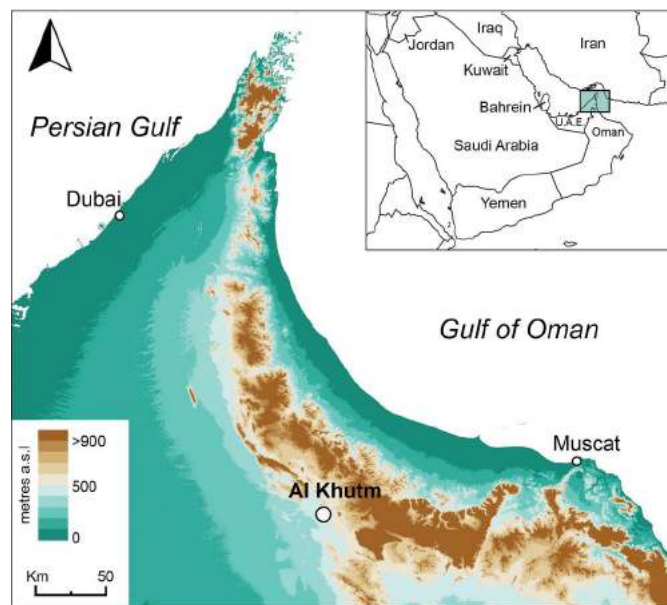 Jordan
Iraq
Iran
Kuwait
Bahrain
U.A.E.
Oman
Saudi Arabia
Yemen
Persian Gulf
Dubai
Gulf of Oman
Muscat
Al Khutm
metres a.s.l
>900
500
0
Km 50